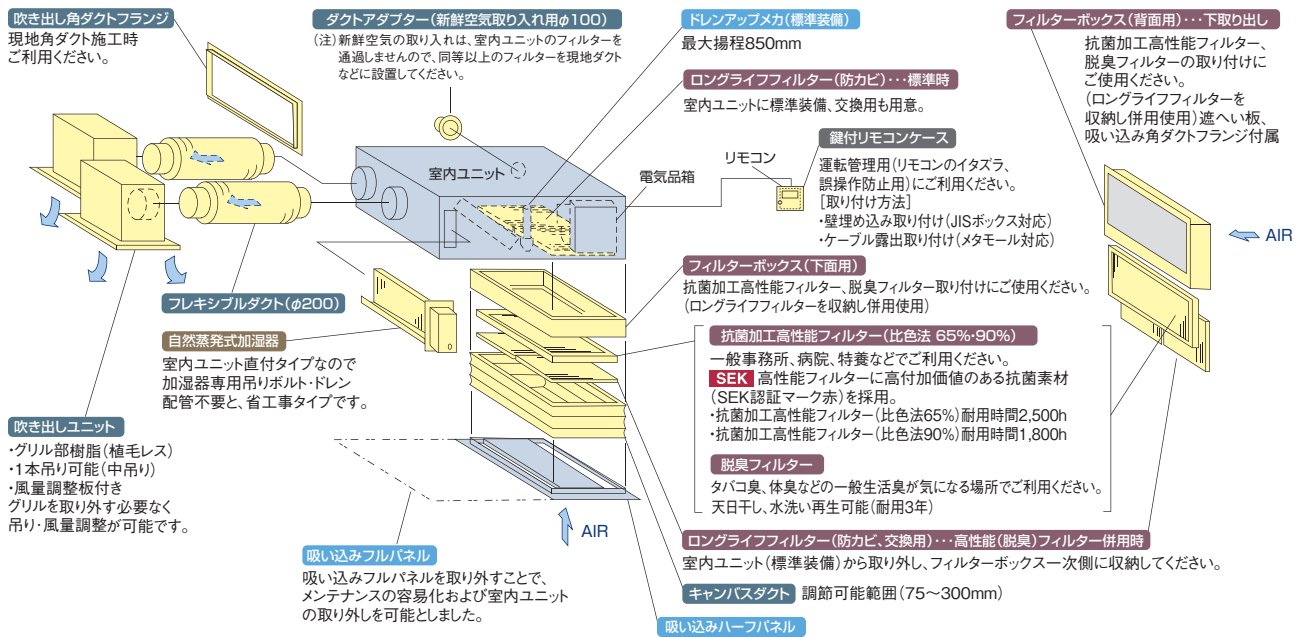 吹き出し角ダクトフランジ
現地角ダクト施工時
ご利用ください。
ダクトアダプター(新鮮空気取り入れ用φ100)
(注)新鮮空気の取り入れは、室内ユニットのフィルターを
通過しませんので、同等以上のフィルターを現地ダクト
などに設置してください。
ドレンアップメカ(標準装備)
最大揚程850mm
ロングライフフィルター(防カビ)・・・標準時
室内ユニットに標準装備、交換用も用意。
フィルターボックス(背面用)・・・下取り出し
抗菌加工高性能フィルター、
脱臭フィルターの取り付けに
ご使用ください。
(ロングライフフィルターを
収納し併用使用)遮へい板、
吸い込み角ダクトフランジ付属
鍵付リモコンケース
運転管理用(リモコンのイタズラ、
誤操作防止用)にご利用ください。
[取り付け方法]
・壁埋め込み取り付け(JISボックス対応)
・ケーブル露出取り付け(メタモール対応)
リモコン
電気品箱
室内ユニット
AIR
フィルターボックス(下面用)
抗菌加工高性能フィルター、脱臭フィルター取り付けにご使用ください。
(ロングライフフィルターを収納し併用使用)
フレキシブルダクト(φ200)
自然蒸発式加湿器
室内ユニット直付タイプなので
加湿器専用吊りボルト・ドレン
配管不要と、省工事タイプです。
抗菌加工高性能フィルター(比色法 65%・90%)
一般事務所、病院、特養などでご利用ください。
SEK 高性能フィルターに高付加価値のある抗菌素材
(SEK認証マーク赤)を採用。
・抗菌加工高性能フィルター(比色法65%)耐用時間2,500h
・抗菌加工高性能フィルター(比色法90%)耐用時間1,800h
脱臭フィルター
タバコ臭、体臭などの一般生活臭が気になる場所でご利用ください。
天日干し、水洗い再生可能(耐用3年)
吹き出しユニット
・グリル部樹脂(植毛レス)
・1本吊り可能(中吊り)
・風量調整板付き
グリルを取り外す必要なく
吊り・風量調整が可能です。
AIR
吸い込みフルパネル
吸い込みフルパネルを取り外すことで、
メンテナンスの容易化および室内ユニット
の取り外しを可能としました。
ロングライフフィルター(防カビ、交換用)・・・高性能(脱臭)フィルター併用時
室内ユニット(標準装備)から取り外し、フィルターボックス一次側に収納してください。
キャンバスダクト 調節可能範囲(75~300mm)
吸い込みハーフパネル